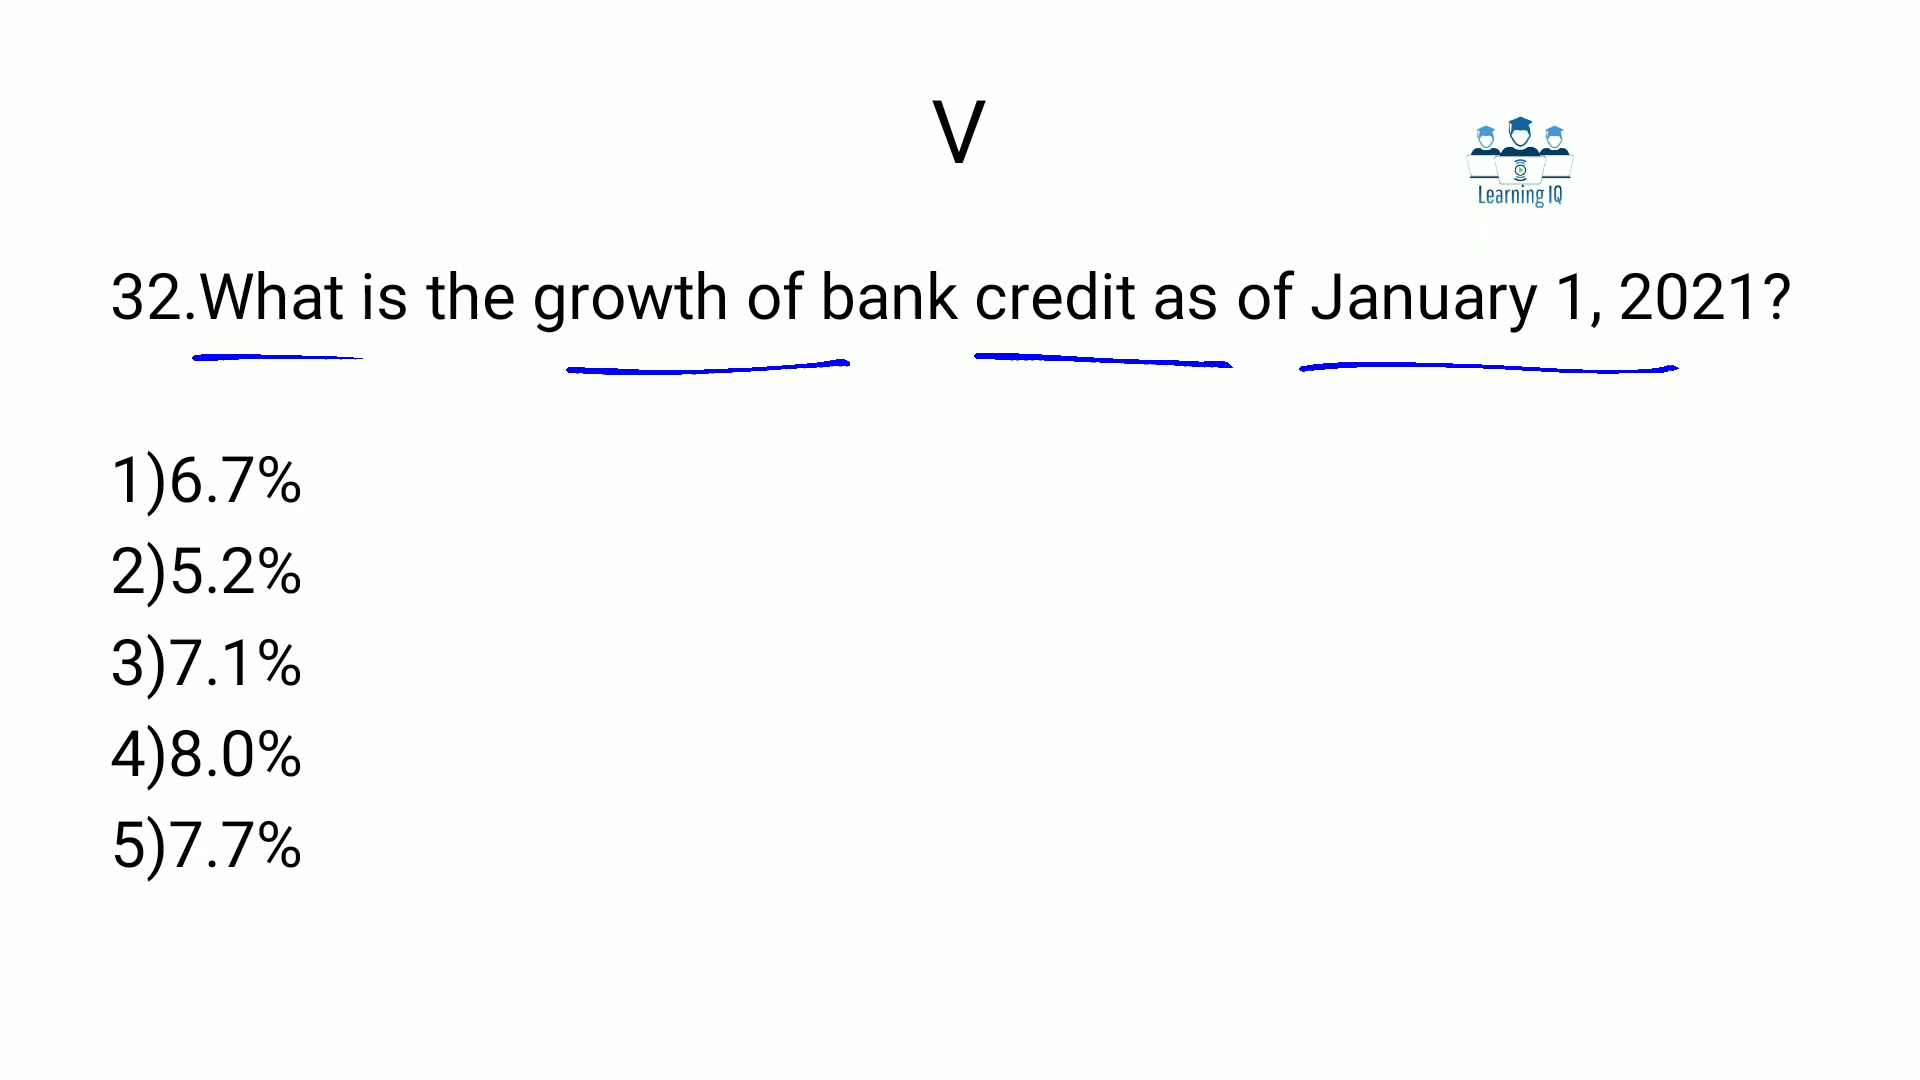 V
Learning IQ
32.What is the growth of bank credit as of January 1, 2021?
1)6.7%
2)5.2%
3)7.1%
4)8.0%
5)7.7%